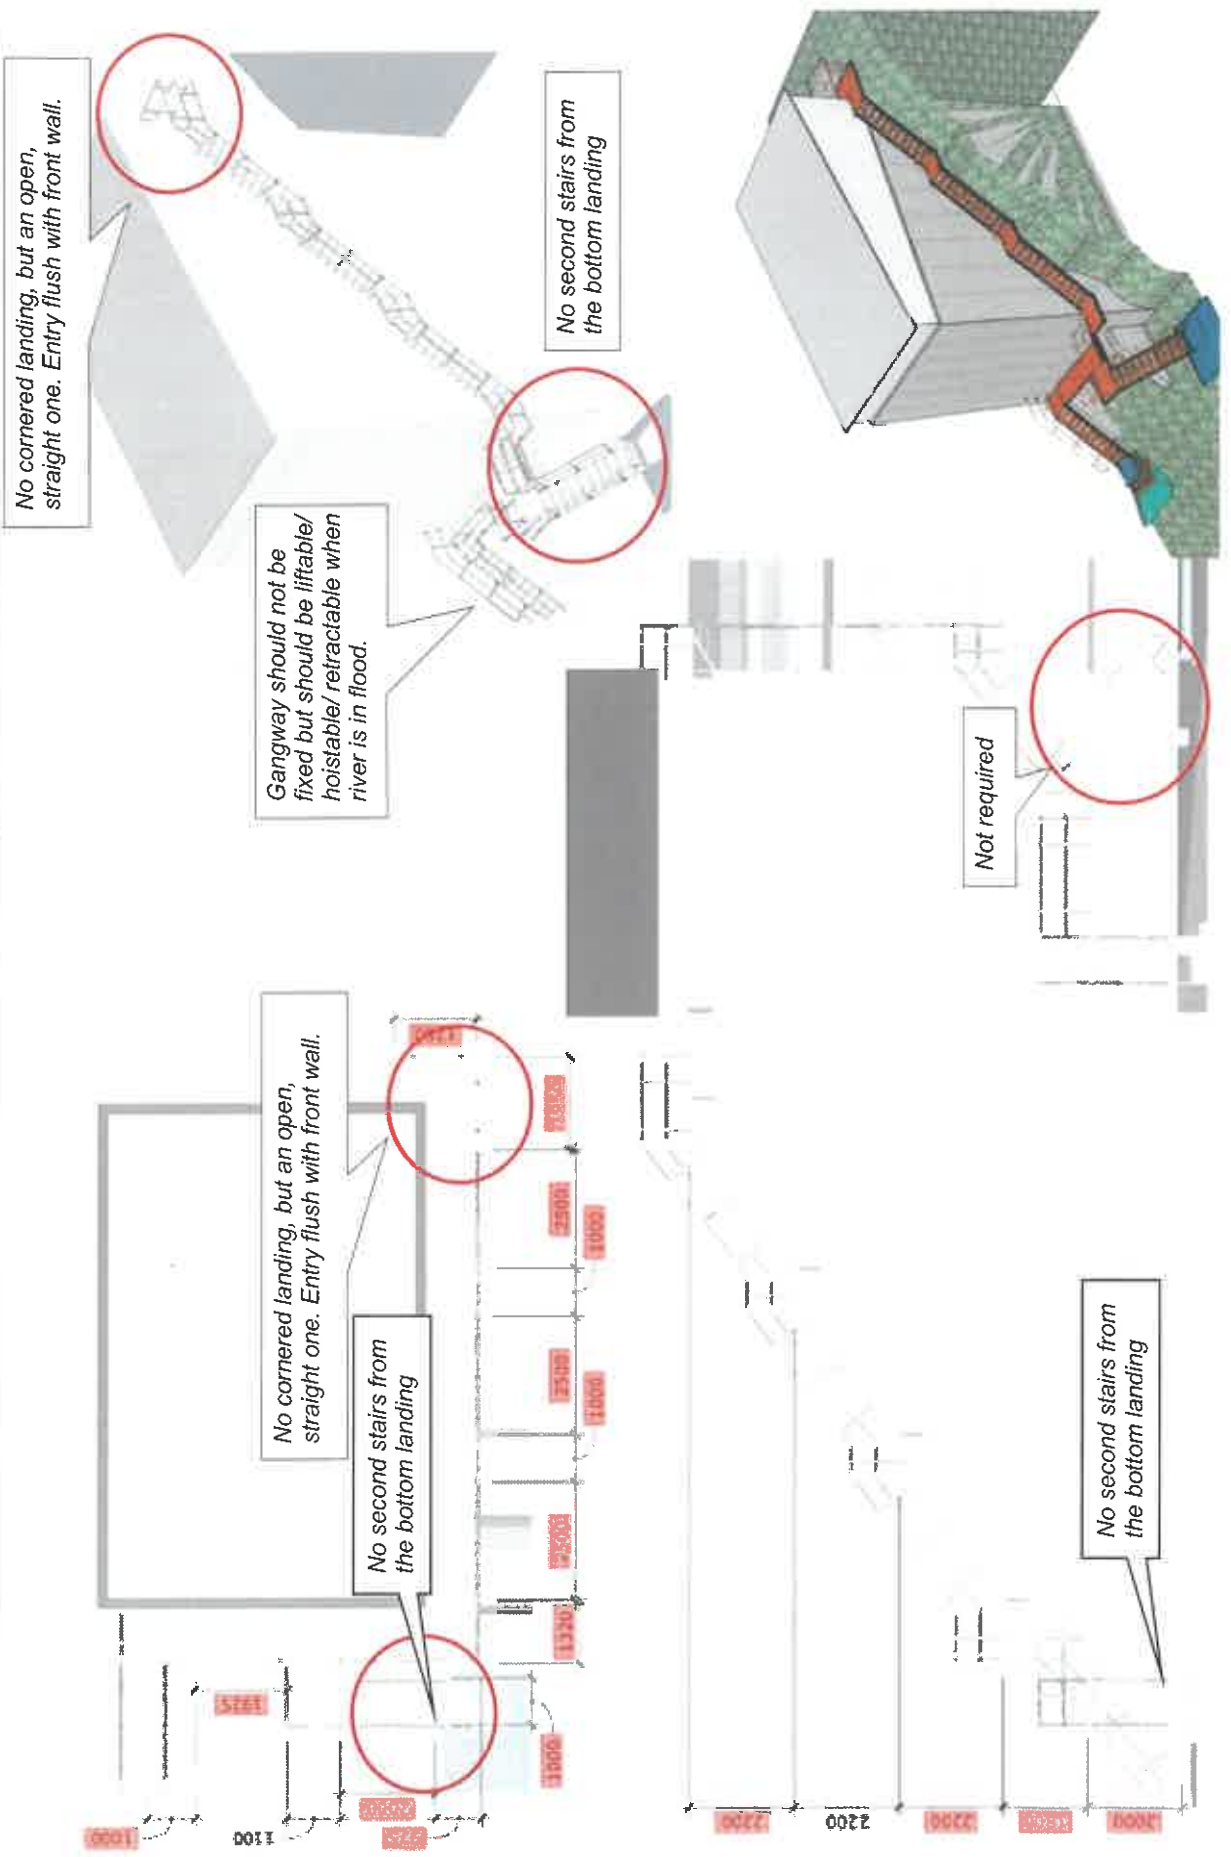 No cornered landing, but an open,
straight one. Entry flush with front wall.
Gangway should not be
fixed but should be liftable/
hoistable/ retractable when
river is in flood.
No second stairs from
the bottom landing
Not required
No cornered landing, but an open,
straight one. Entry flush with front wall.
No second stairs from
the bottom landing
2500
1000
2500
1000
1320
1000
1925
1100
1000
2200
2200
2200
2000
No second stairs from
the bottom landing